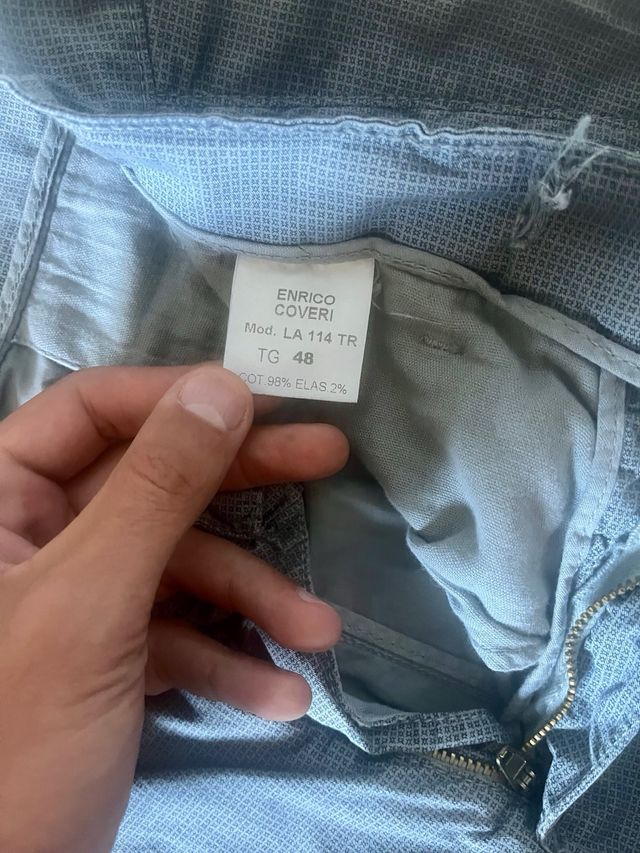 ENRICO
COVERI
Mod. LA 114 TR
TG 48
COT.98% ELAS.2%